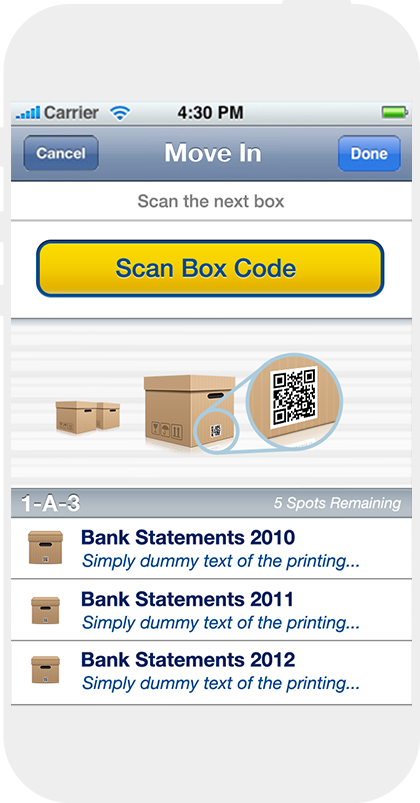 Carrier 4:30 PM
Cancel Move In Done
Scan the next box
Scan Box Code
1-A-3 5 Spots Remaining
Bank Statements 2010
Simply dummy text of the printing...
Bank Statements 2011
Simply dummy text of the printing...
Bank Statements 2012
Simply dummy text of the printing...